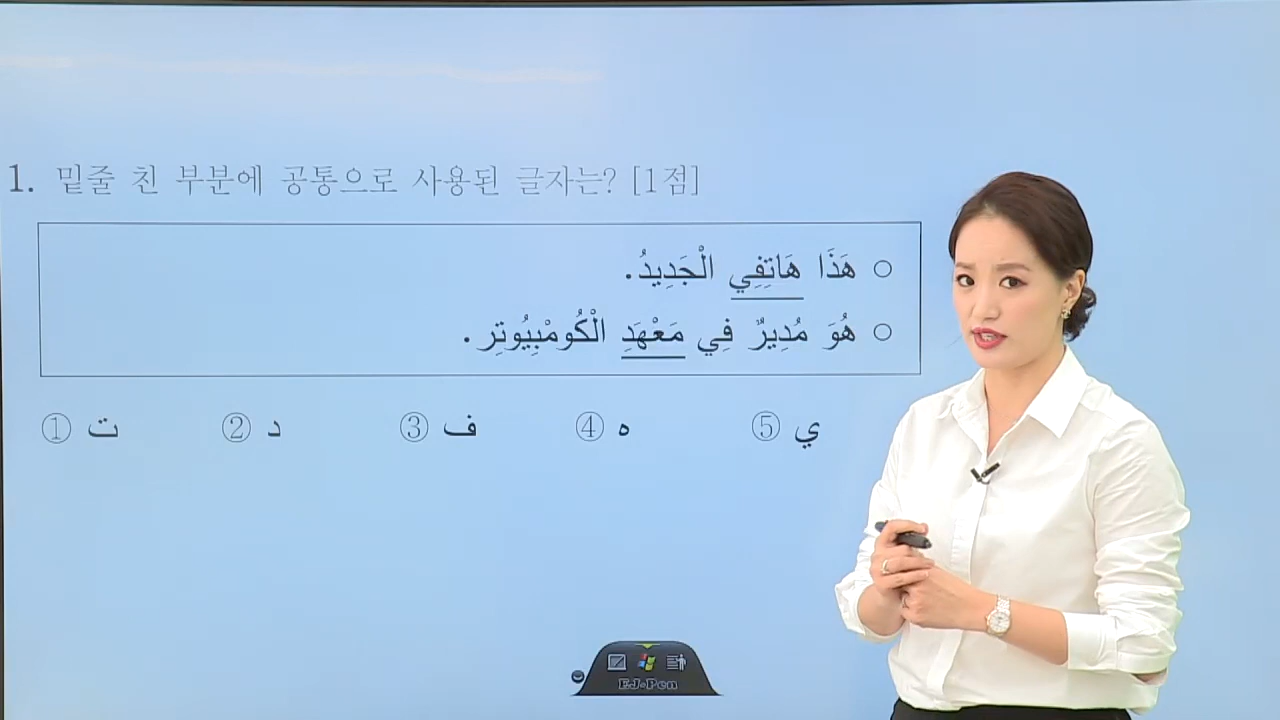 1. 밑줄 친 부분에 공통으로 사용된 글자는? [1점]
○ هَذَا هَاتِفِي الْجَدِيدُ.
○ هُوَ مُدِيرٌ فِي مَعْهَدِ الْكُومْبِيُوتِر.
① ت ② د ③ ف ④ ه ⑤ ي
EJ-Pen